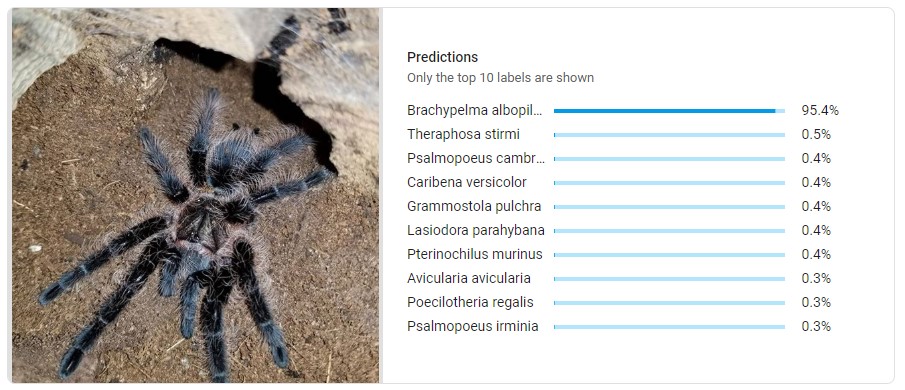 Predictions
Only the top 10 labels are shown
Brachypelma albopil... 95.4%
Theraphosa stirmi 0.5%
Psalmopoeus cambr... 0.4%
Caribena versicolor 0.4%
Grammostola pulchra 0.4%
Lasiodora parahybana 0.4%
Pterinochilus murinus 0.4%
Avicularia avicularia 0.3%
Poecilotheria regalis 0.3%
Psalmopoeus irminia 0.3%